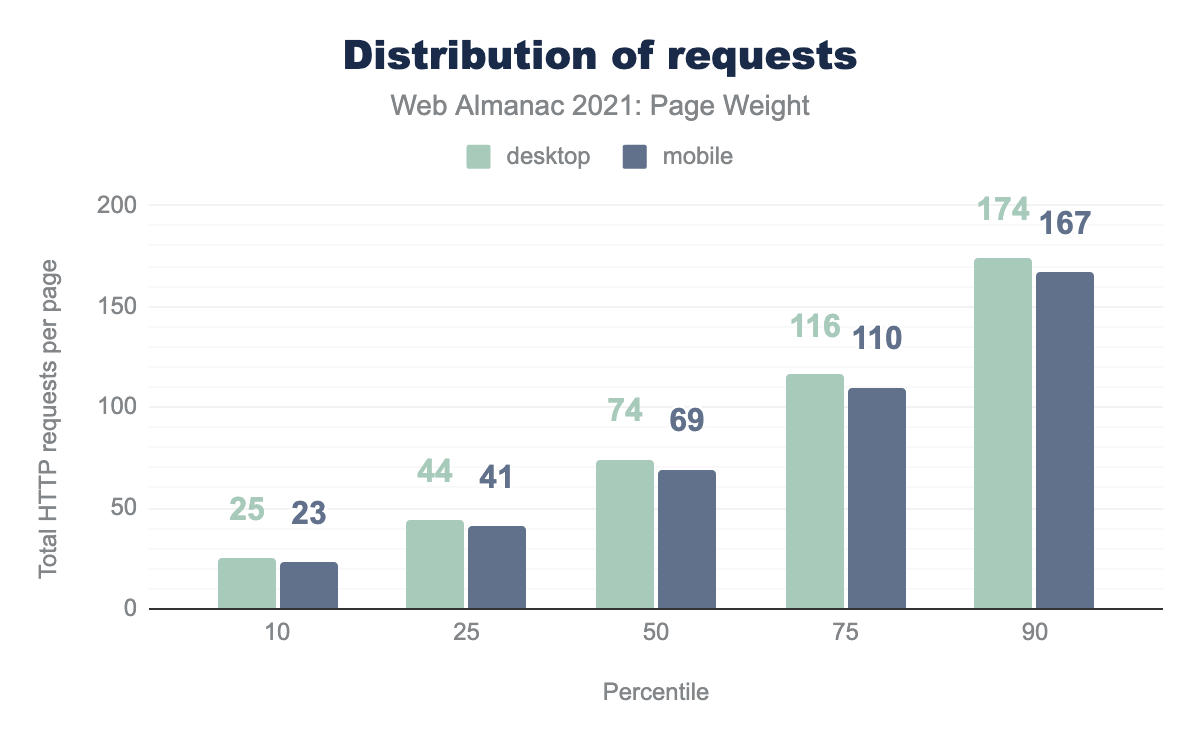 Distribution of requests
Web Almanac 2021: Page Weight
desktop mobile
Total HTTP requests per page
200
150
100
50
0
25 23
44 41
74 69
116 110
174 167
10 25 50 75 90
Percentile